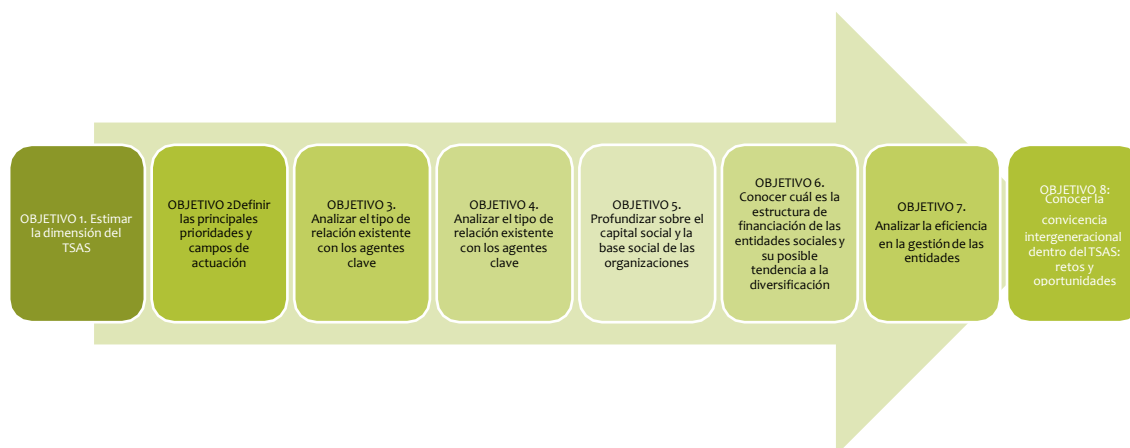 OBJETIVO 1. Estimar
la dimensión del
TSAS
OBJETIVO 2Definir
las principales
prioridades y
campos de
actuación
OBJETIVO 3.
Analizar el tipo de
relación existente
con los agentes
clave
OBJETIVO 4.
Analizar el tipo de
relación existente
con los agentes
clave
OBJETIVO 5.
Profundizar sobre el
capital social y la
base social de las
organizaciones
OBJETIVO 6.
Conocer cuál es la
estructura de
financiación de
las entidades
sociales y
su posible
tendencia a la
diversificación
OBJETIVO 7.
Analizar la eficiencia
en la gestión de las
entidades
OBJETIVO 8:
Conocer la
convicencia
intergeneracional
dentro del TSAS:
retos y
oportunidades